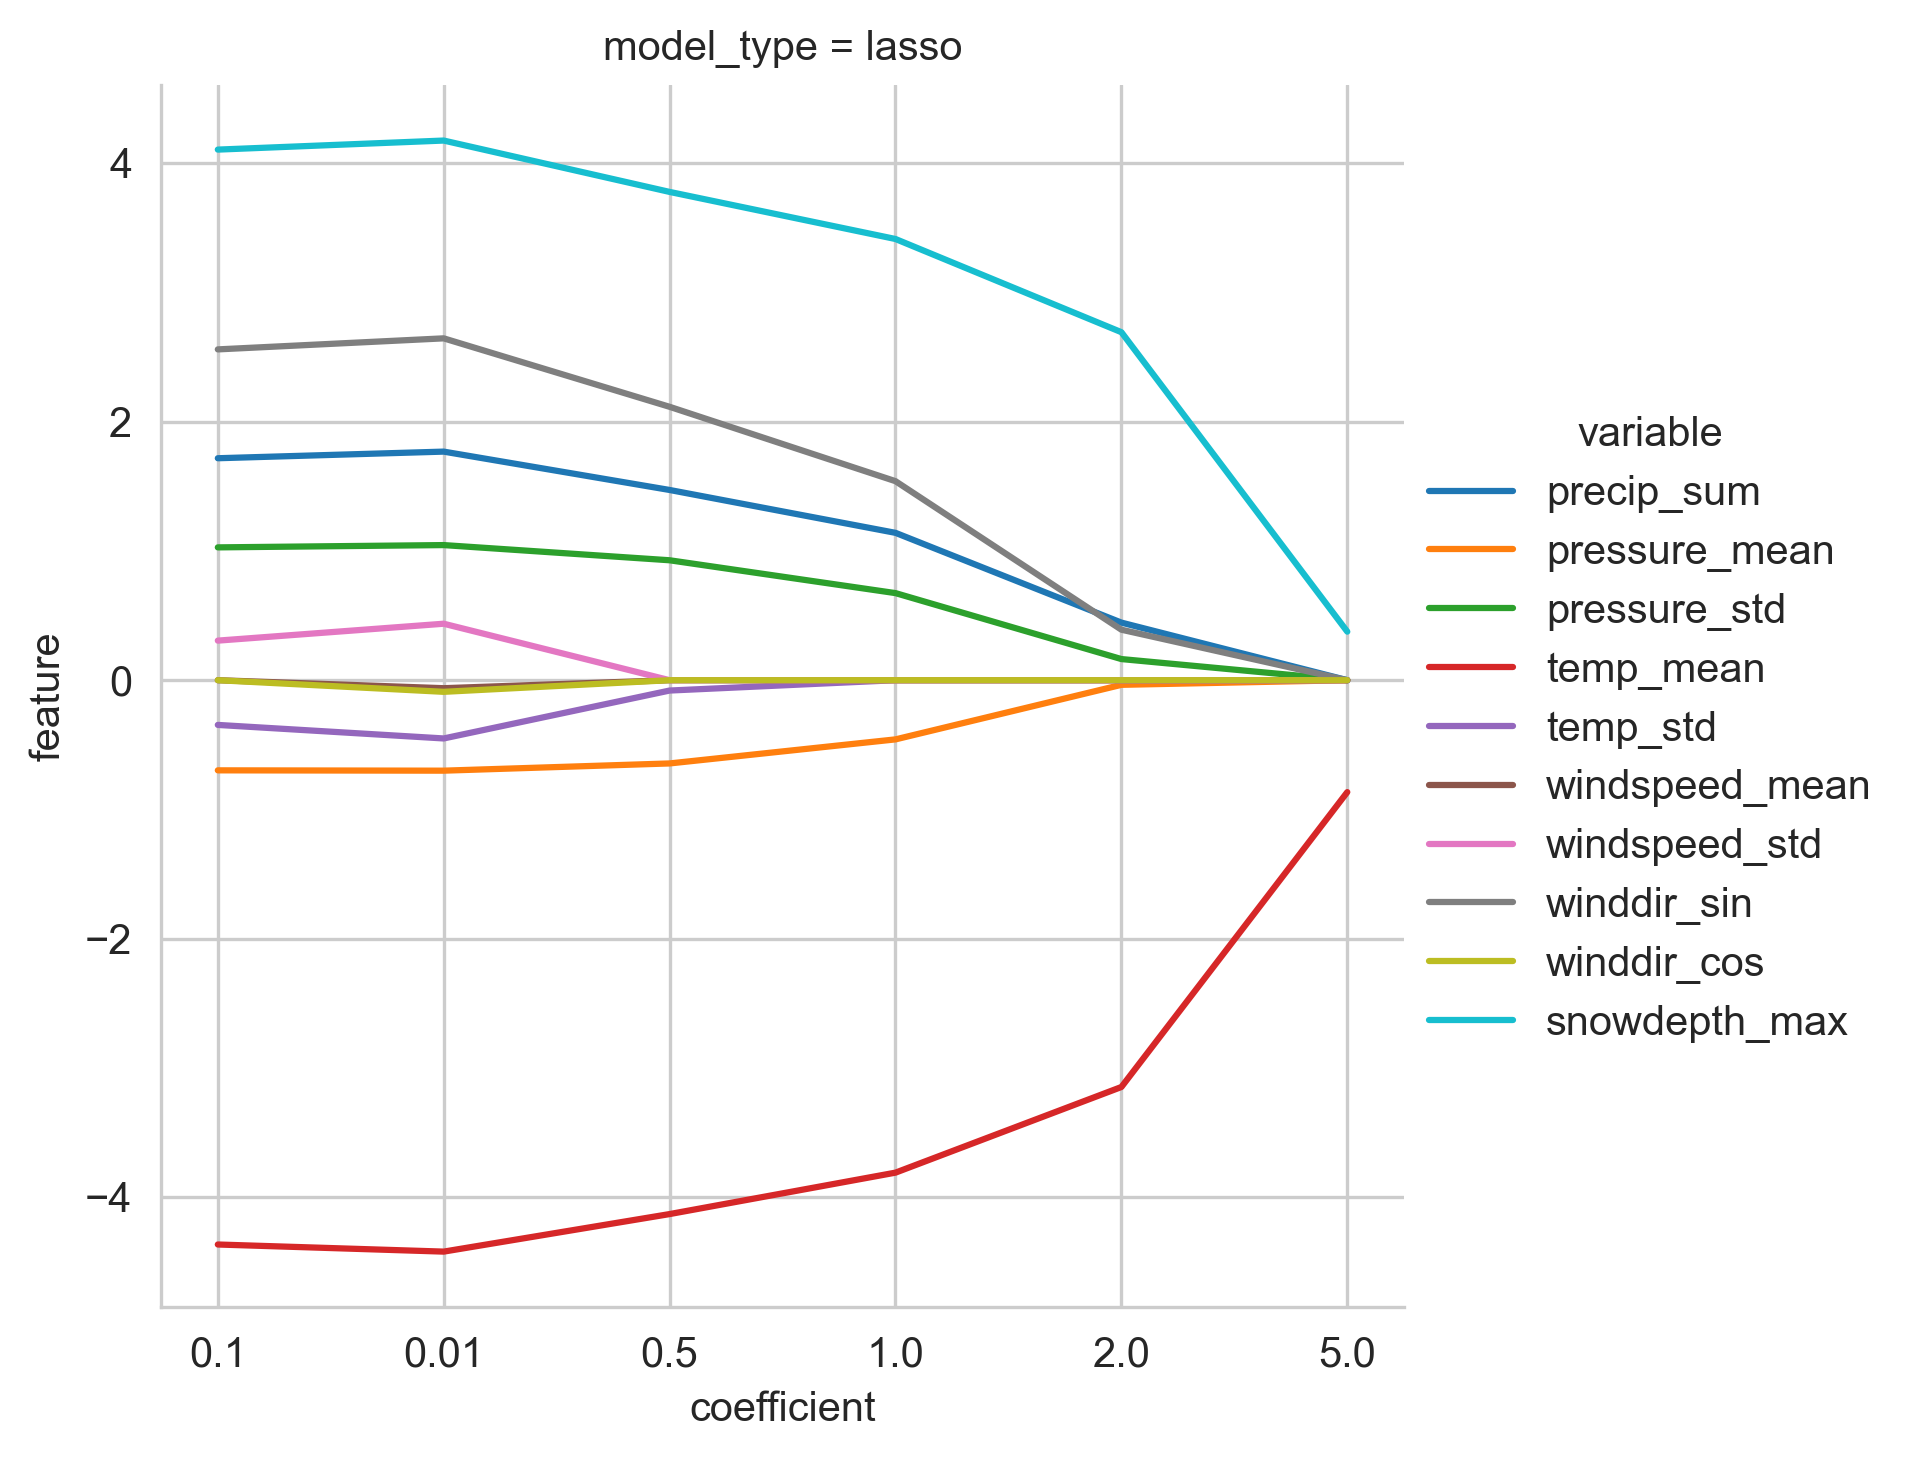 model_type = lasso
4
2
0
−2
−4
feature
0.1 0.01 0.5 1.0 2.0 5.0
coefficient
variable
precip_sum
pressure_mean
pressure_std
temp_mean
temp_std
windspeed_mean
windspeed_std
winddir_sin
winddir_cos
snowdepth_max